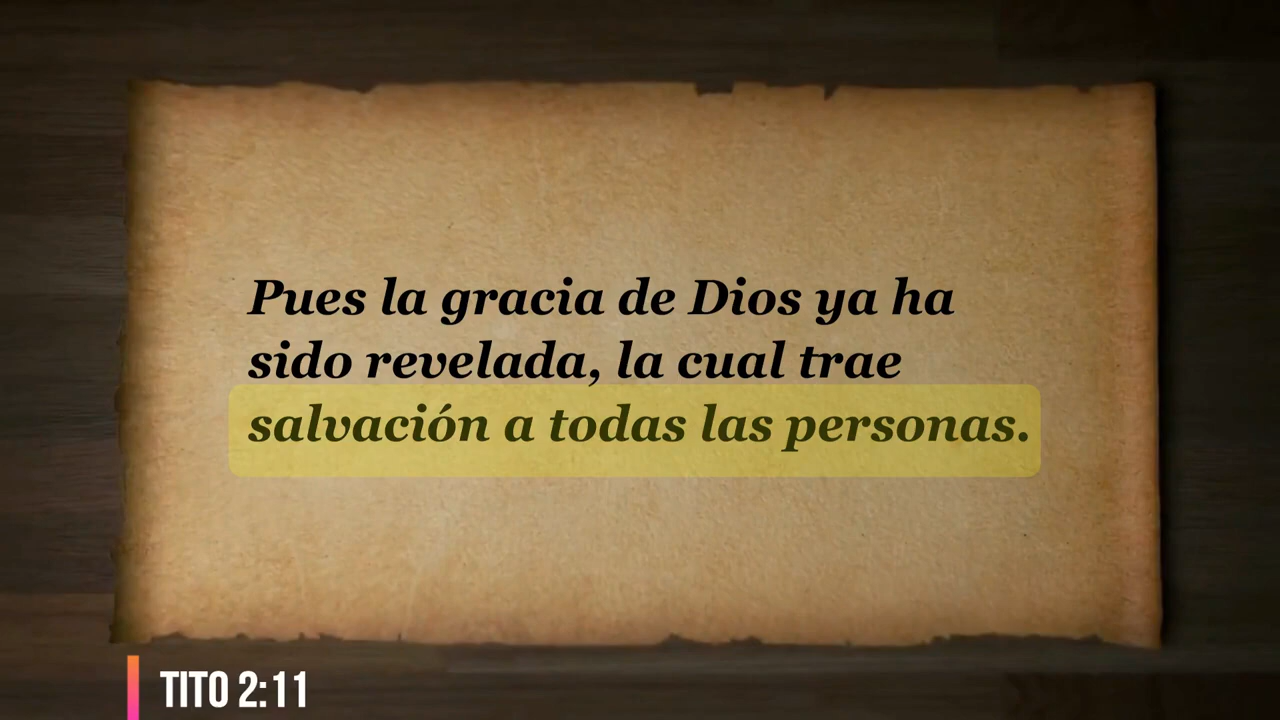 Pues la gracia de Dios ya ha
sido revelada, la cual trae
salvación a todas las personas.
TITO 2:11